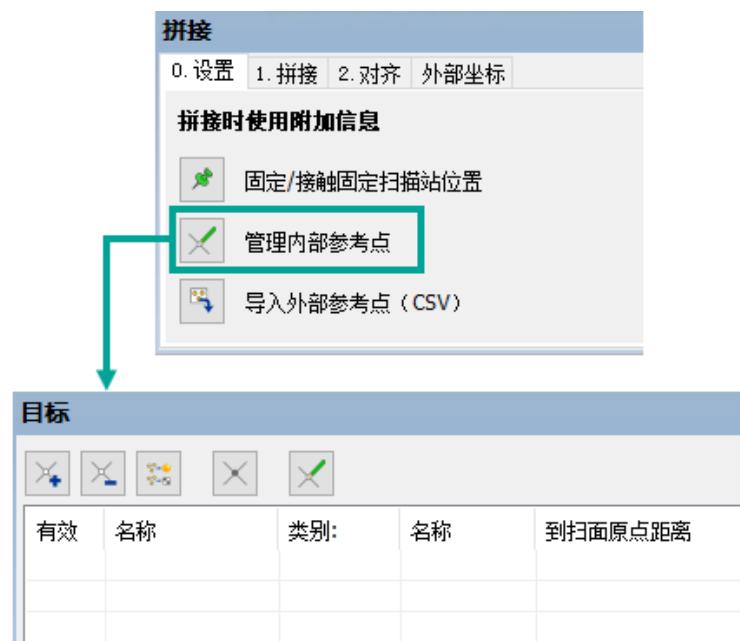 拼接
0. 设置 1. 拼接 2. 对齐 外部坐标
拼接时使用附加信息
固定/接触固定扫描站位置
管理内部参考点
导入外部参考点（CSV）
目标
有效 名称 类别: 名称 到扫面原点距离